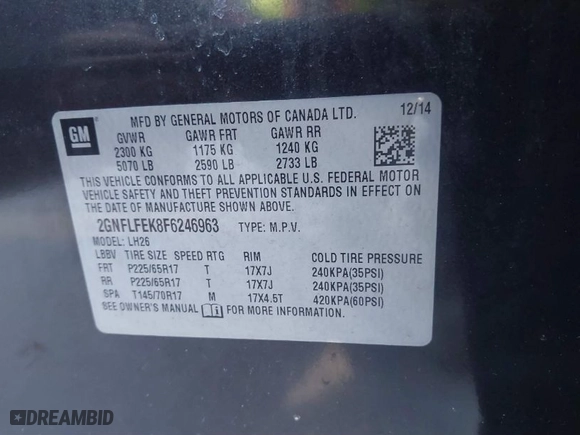 GM
MFD BY GENERAL MOTORS OF CANADA LTD. 12/14
GVWR GAWR FRT GAWR RR
2300 KG 1175 KG 1240 KG
5070 LB 2590 LB 2733 LB
THIS VEHICLE CONFORMS TO ALL APPLICABLE U.S. FEDERAL MOTOR
VEHICLE SAFETY AND THEFT PREVENTION STANDARDS IN EFFECT ON
THE DATE OF MANUFACTURE SHOWN ABOVE.
2GNFLFEK8F6246963 TYPE: M.P.V.
MODEL: LH26
LBBV TIRE SIZE SPEED RTG RIM COLD TIRE PRESSURE
FRT P225/65R17 T 17X7J 240KPA(35PSI)
RR P225/65R17 T 17X7J 240KPA(35PSI)
SPA T145/70R17 M 17X4.5T 420KPA(60PSI)
SEE OWNER'S MANUAL FOR MORE INFORMATION.
DREAMBID